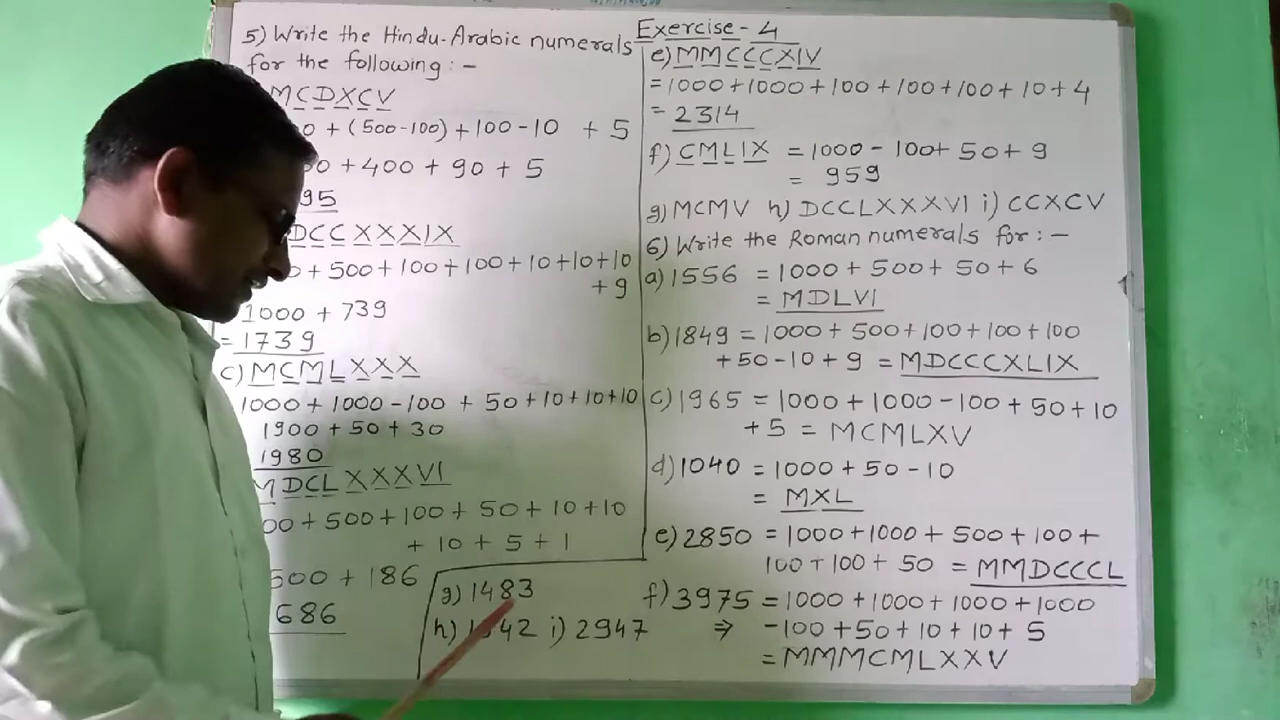 Exercise - 4
5) Write the Hindu-Arabic numerals
for the following :-
MCDXCV
+ (500-100) + 100 - 10 + 5
+ 400 + 90 + 5
95
DCCXXXIX
+ 500 + 100 + 100 + 10 + 10 + 10
+ 9
1000 + 739
= 1739
c) MCMLXXX
1000 + 1000 - 100 + 50 + 10 + 10 + 10
1900 + 50 + 30
1980
MDCLXXXVI
+ 500 + 100 + 50 + 10 + 10
+ 10 + 5 + 1
500 + 186
686
e) MMCCCXIV
= 1000 + 1000 + 100 + 100 + 100 + 10 + 4
= 2314
f) CMLIX = 1000 - 100 + 50 + 9
= 959
g) MCMV h) DCCLXXXVI i) CCXCV
6) Write the Roman numerals for :-
a) 1556 = 1000 + 500 + 50 + 6
= MDLVI
b) 1849 = 1000 + 500 + 100 + 100 + 100
+ 50 - 10 + 9 = MDCCCXLIX
c) 1965 = 1000 + 1000 - 100 + 50 + 10
+ 5 = MCMLXV
d) 1040 = 1000 + 50 - 10
= MXL
e) 2850 = 1000 + 1000 + 500 + 100 +
100 + 100 + 50 = MMDCCCL
f) 3975 = 1000 + 1000 + 1000 + 1000
⇒ - 100 + 50 + 10 + 10 + 5
= MMMCMLXXV
g) 1483
h) i) 2947